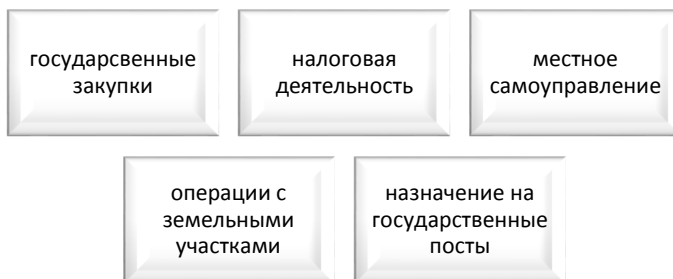 государсвенные
закупки
налоговая
деятельность
местное
самоуправление
операции с
земельными
участками
назначение на
государственные
посты